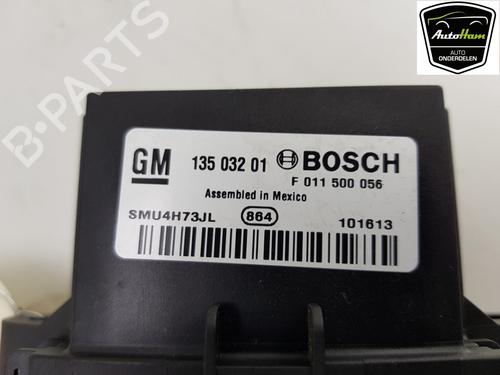 AutoHam
AUTO
ONDERDELEN
B-PARTS
GM 135 032 01 BOSCH
F 011 500 056
Assembled in Mexico
SMU4H73JL 864 101613